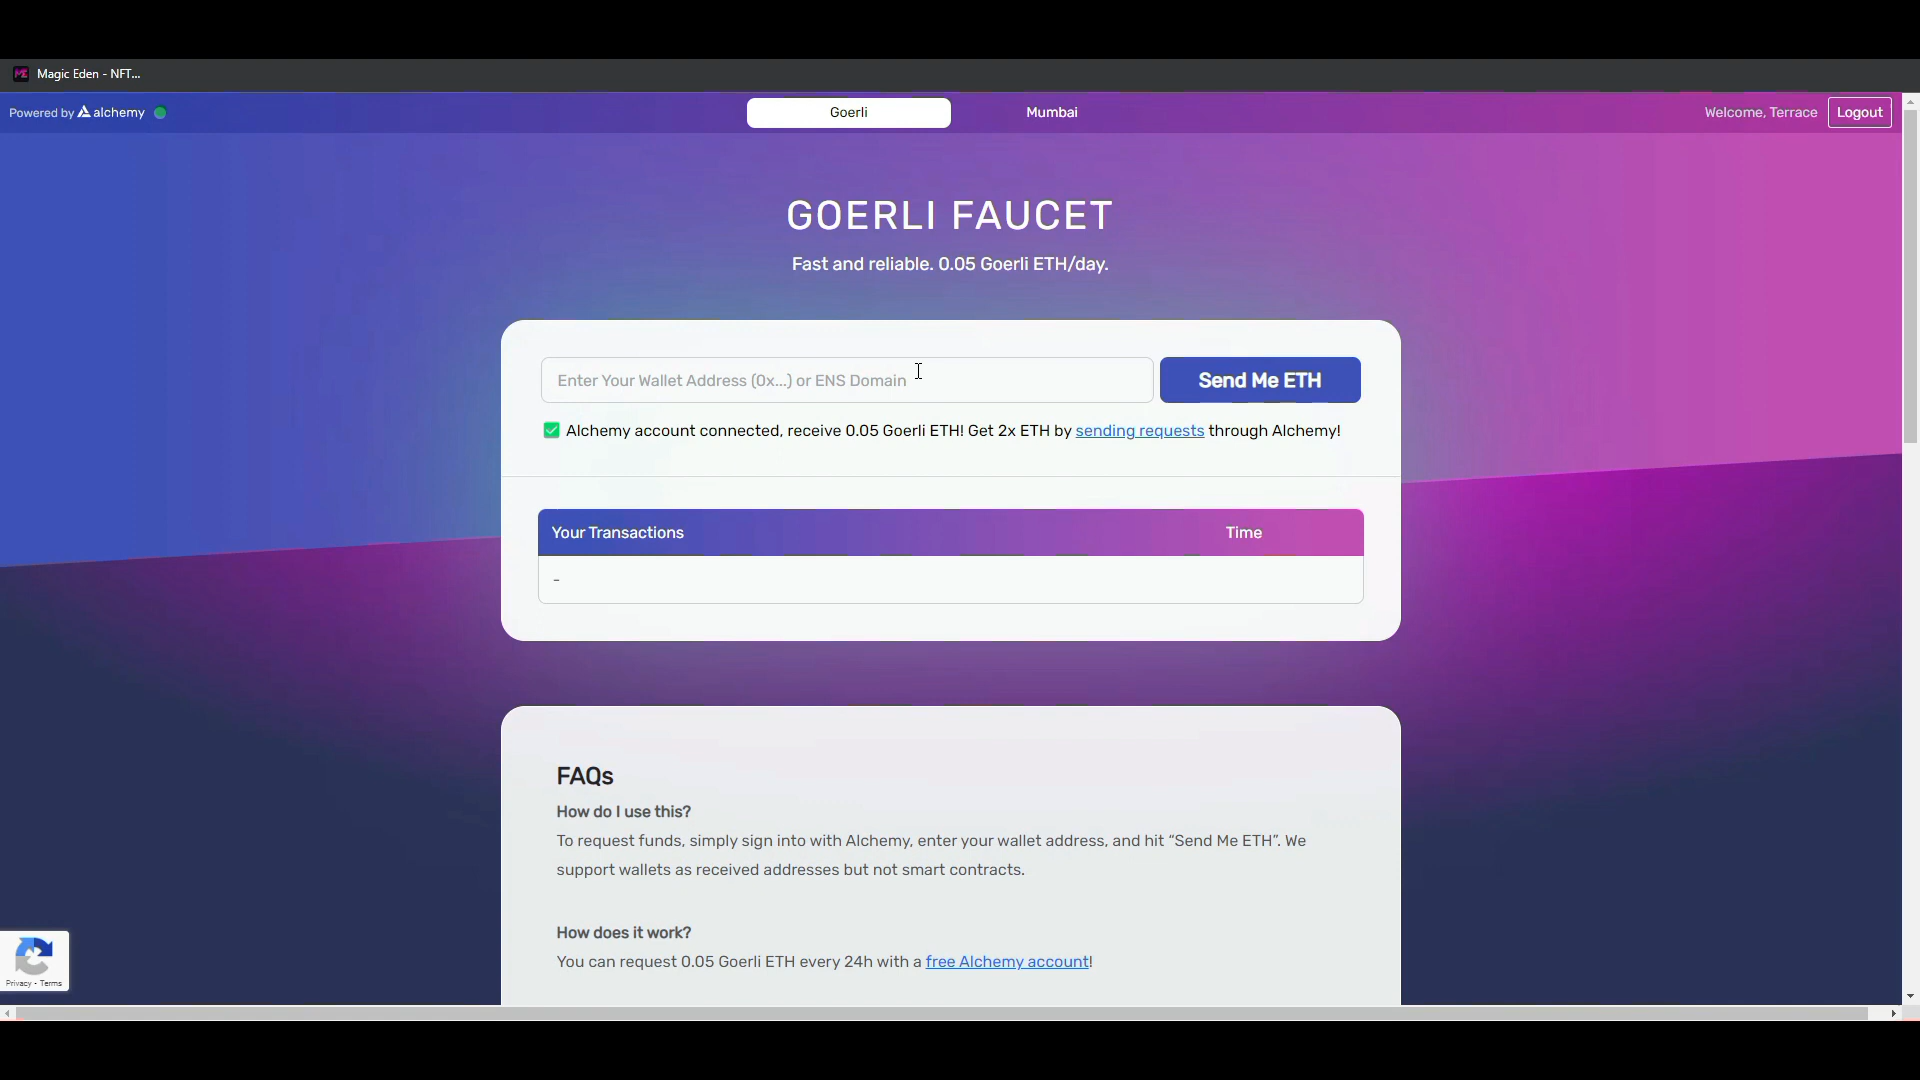 Magic Eden - NFT...
Powered by alchemy
Goerli
Mumbai
Welcome, Terrace
Logout
GOERLI FAUCET
Fast and reliable. 0.05 Goerli ETH/day.
Enter Your Wallet Address (0x...) or ENS Domain
Send Me ETH
Alchemy account connected, receive 0.05 Goerli ETH! Get 2x ETH by sending requests through Alchemy!
Your Transactions
Time
-
FAQs
How do I use this?
To request funds, simply sign into with Alchemy, enter your wallet address, and hit “Send Me ETH”. We
support wallets as received addresses but not smart contracts.
How does it work?
You can request 0.05 Goerli ETH every 24h with a free Alchemy account!
Privacy - Terms